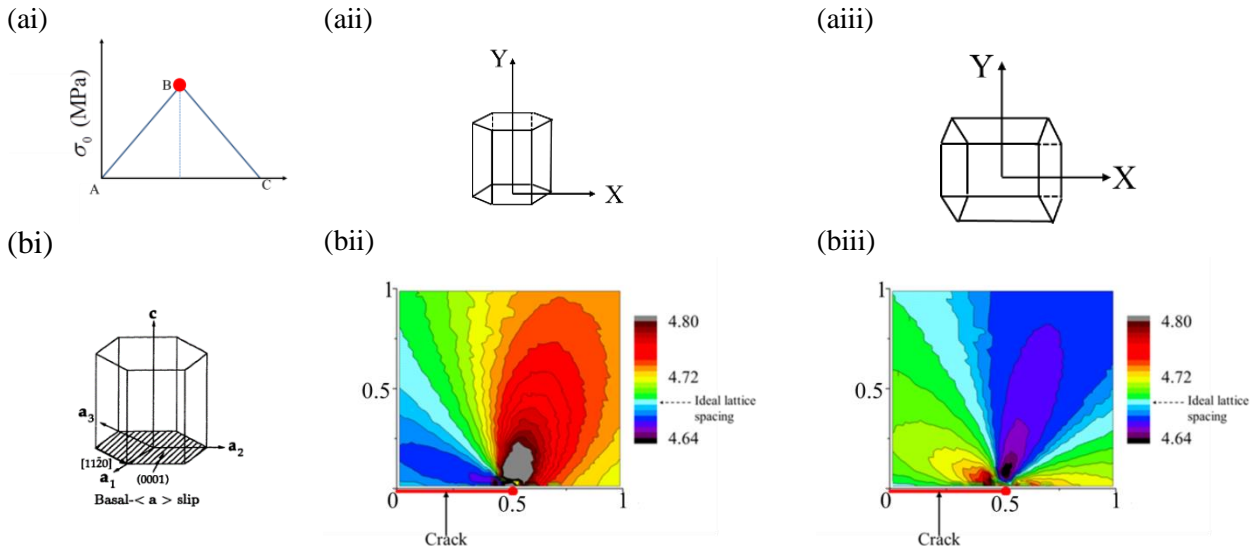 (ai)
(aii)
(aiii)
σ₀ (MPa)
B
A
C
Y
X
Y
X
(bi)
(bii)
(biii)
c
a₃
a₂
[112̄0]
(0001)
a₁
Basal-< a > slip
1
0.5
0
0.5
1
Crack
4.80
4.72
Ideal lattice
spacing
4.64
1
0.5
0
0.5
1
Crack
4.80
4.72
Ideal lattice
spacing
4.64